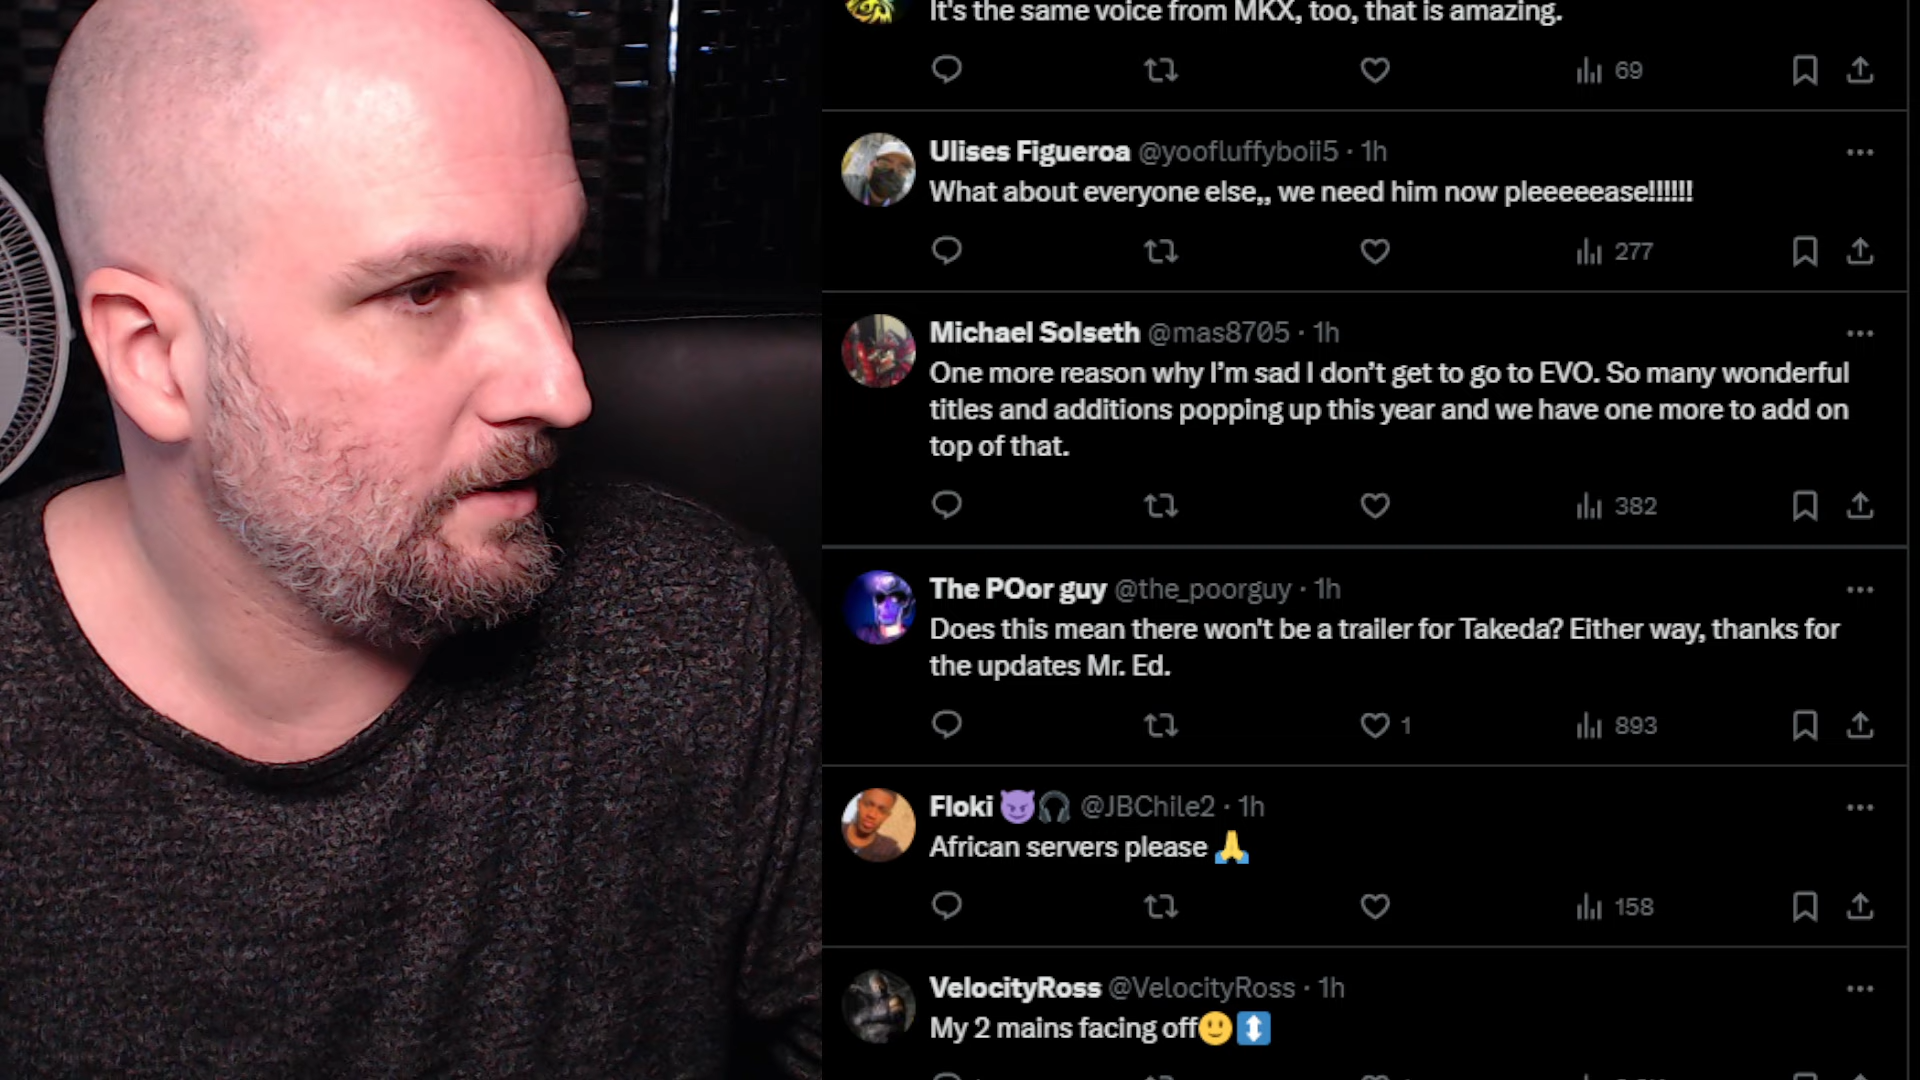 It's the same voice from MKX, too, that is amazing.
69
Ulises Figueroa @yoofluffyboii5 · 1h
What about everyone else,, we need him now pleeeeease!!!!!!
277
Michael Solseth @mas8705 · 1h
One more reason why I'm sad I don't get to go to EVO. So many wonderful
titles and additions popping up this year and we have one more to add on
top of that.
382
The POor guy @the_poorguy · 1h
Does this mean there won't be a trailer for Takeda? Either way, thanks for
the updates Mr. Ed.
1 893
Floki 😈🎧 @JBChile2 · 1h
African servers please 🙏
158
VelocityRoss @VelocityRoss · 1h
My 2 mains facing off🙂↕️